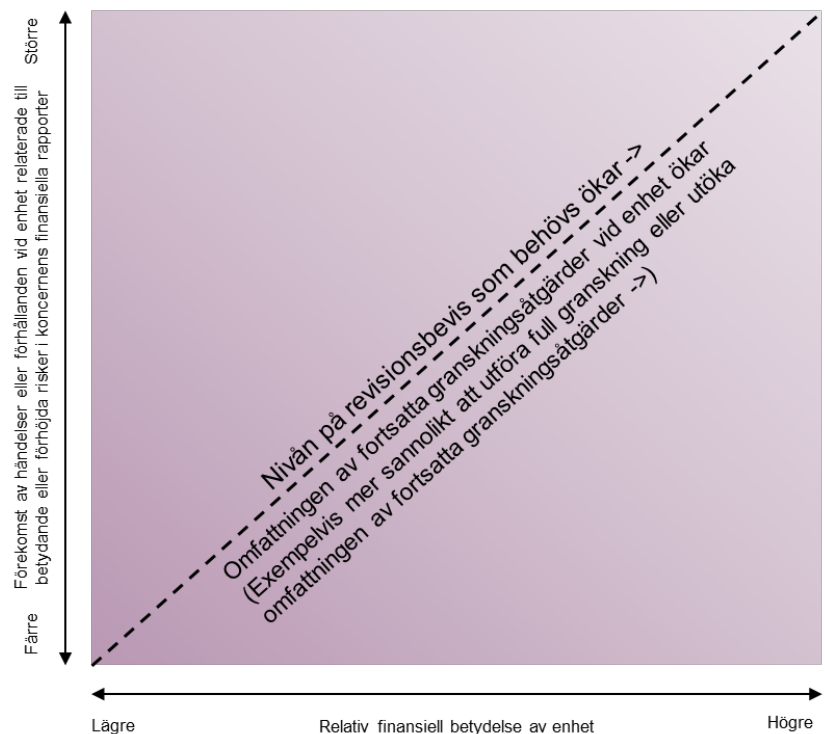 Större
Förekomst av händelser eller förhållanden vid enhet relaterade till
betydande eller förhöjda risker i koncernens finansiella rapporter
Färre
Nivån på revisionsbevis som behövs ökar ->
Omfattningen av fortsatta granskningsåtgärder vid enhet ökar
(Exempelvis mer sannolikt att utföra full granskning eller utöka
omfattningen av fortsatta granskningsåtgärder ->)
Lägre
Relativ finansiell betydelse av enhet
Högre